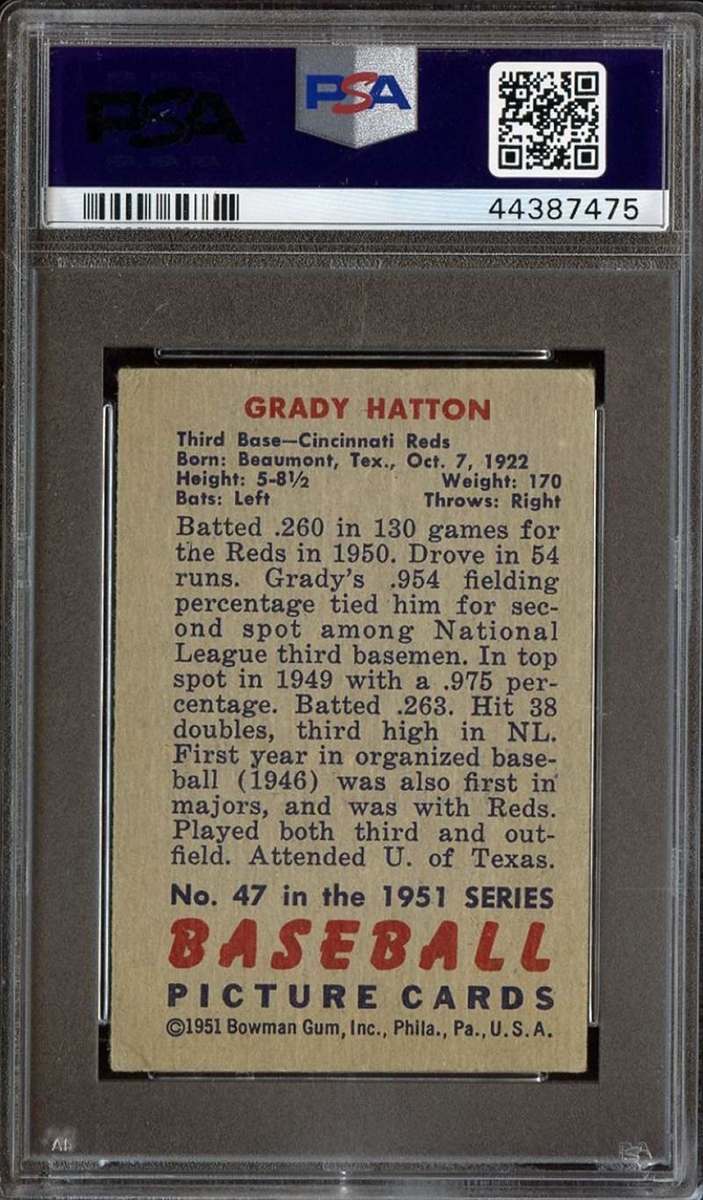 PSA
PSA
44387475
GRADY HATTON
Third Base—Cincinnati Reds
Born: Beaumont, Tex., Oct. 7, 1922
Height: 5-8½ Weight: 170
Bats: Left Throws: Right
Batted .260 in 130 games for
the Reds in 1950. Drove in 54
runs. Grady's .954 fielding
percentage tied him for sec-
ond spot among National
League third basemen. In top
spot in 1949 with a .975 per-
centage. Batted .263. Hit 38
doubles, third high in NL.
First year in organized base-
ball (1946) was also first in
majors, and was with Reds.
Played both third and out-
field. Attended U. of Texas.
No. 47 in the 1951 SERIES
BASEBALL
PICTURE CARDS
©1951 Bowman Gum, Inc., Phila., Pa., U.S.A.
PSA